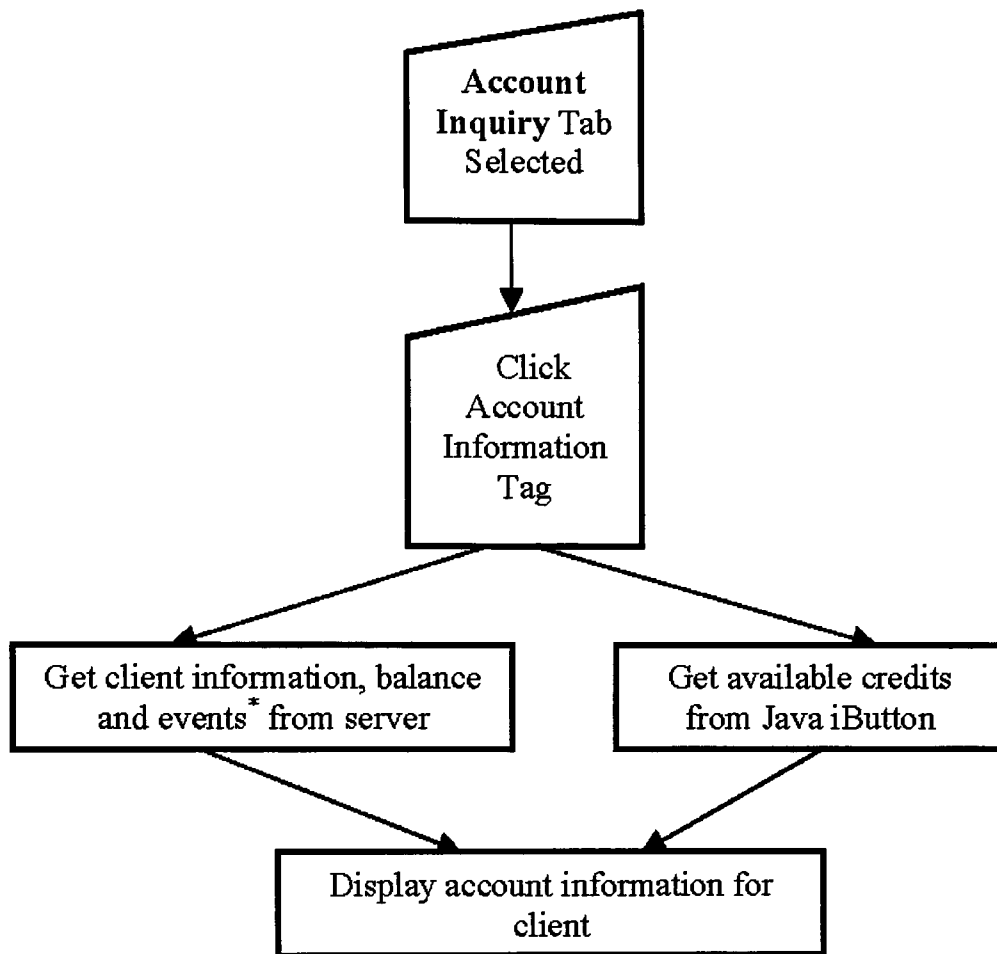 Account
Inquiry Tab
Selected
Click
Account
Information
Tag
Get client information, balance
and events* from server
Get available credits
from Java iButton
Display account information for
client